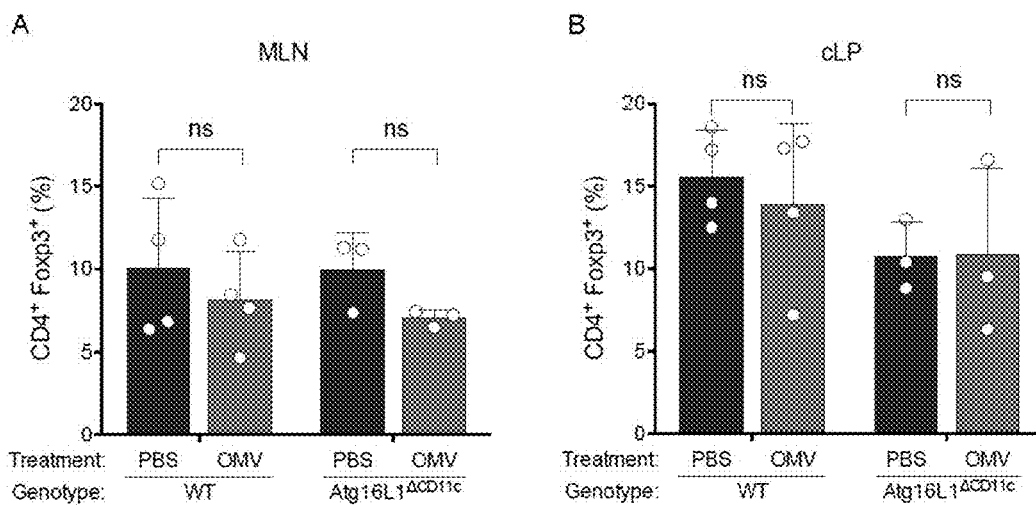 A
MLN
CD4⁺ Foxp3⁺ (%)
20
15
10
5
0
ns
ns
Treatment: PBS OMV PBS OMV
Genotype: WT Atg16L1^ΔCD11c
B
cLP
CD4⁺ Foxp3⁺ (%)
20
15
10
5
0
ns
ns
Treatment: PBS OMV PBS OMV
Genotype: WT Atg16L1^ΔCD11c